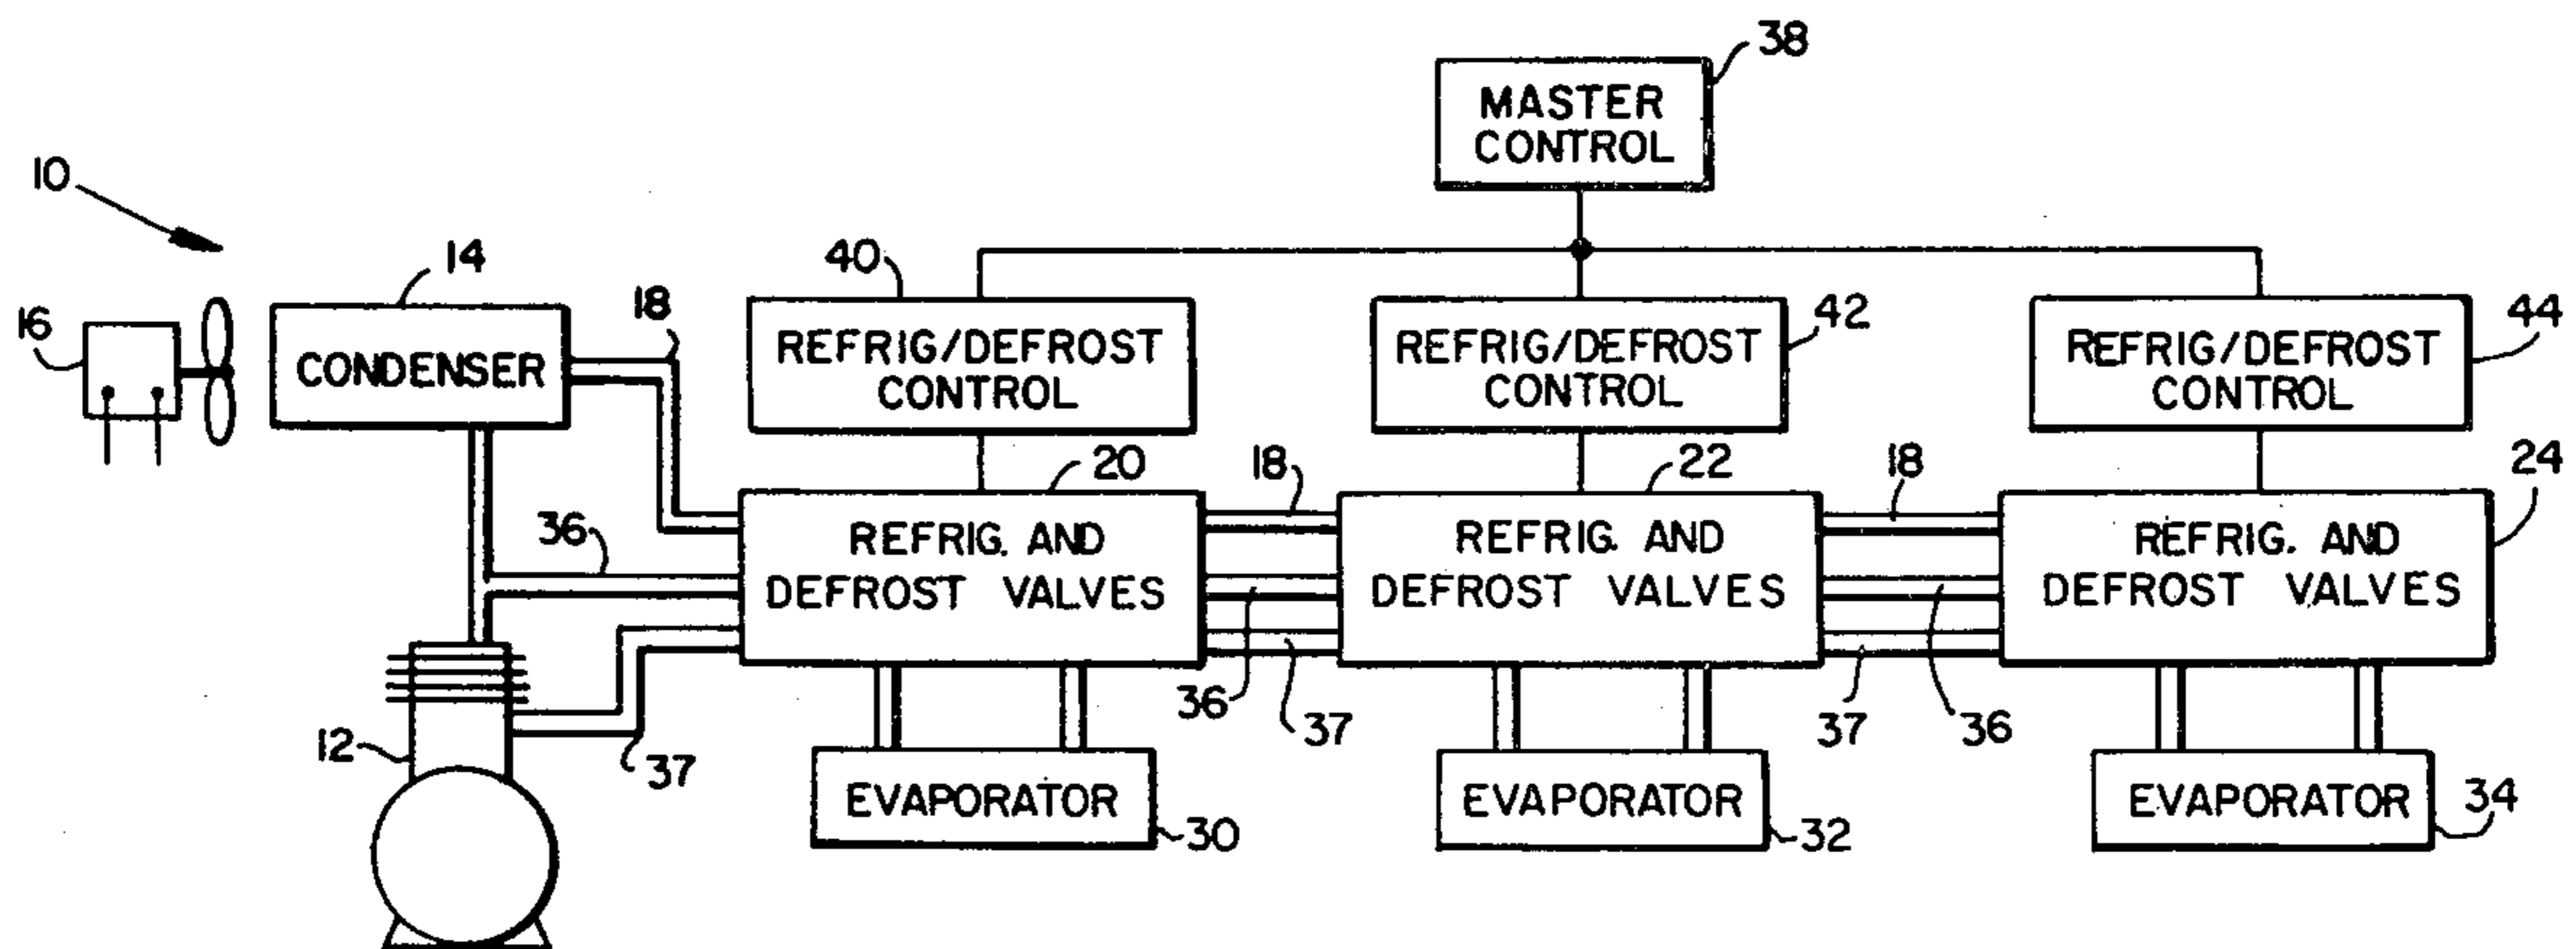 38
MASTER
CONTROL
10
14
40
18
16
CONDENSER
REFRIG/DEFROST
CONTROL
REFRIG/DEFROST
CONTROL
42
REFRIG/DEFROST
CONTROL
44
20
18
22
18
24
36
REFRIG. AND
DEFROST VALVES
REFRIG. AND
DEFROST VALVES
REFRIG. AND
DEFROST VALVES
36
37
37
36
12
37
EVAPORATOR
30
EVAPORATOR
32
EVAPORATOR
34